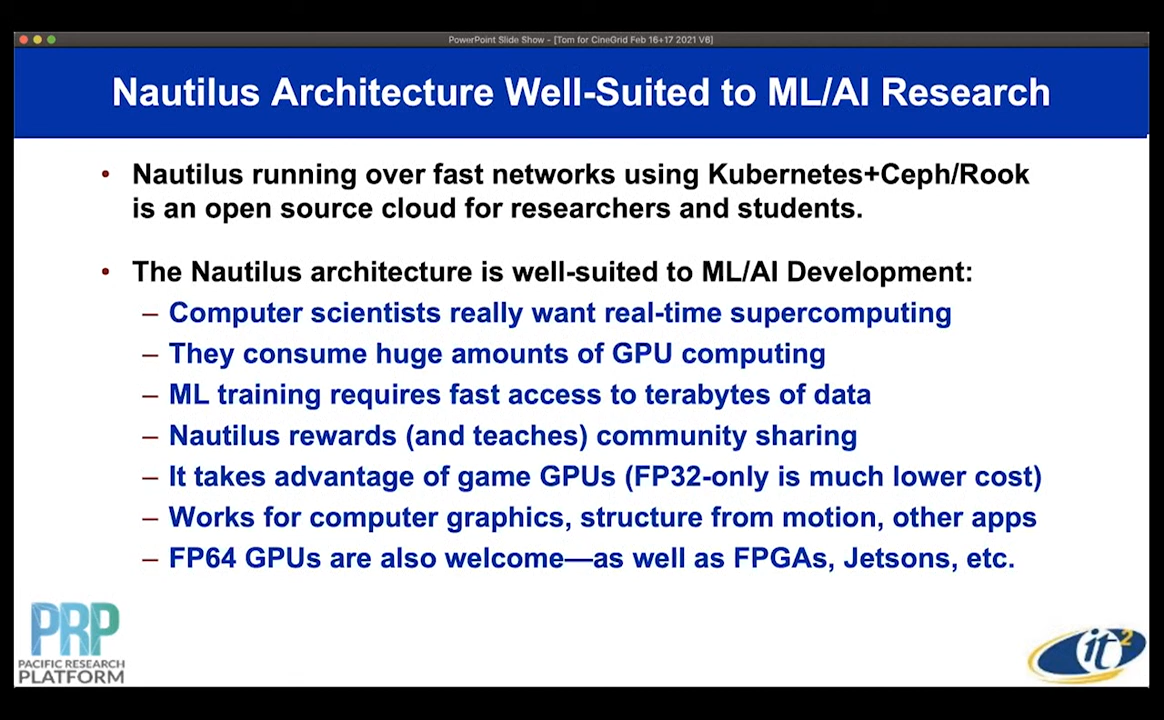 PowerPoint Slide Show - [Tom for CineGrid Feb 16+17 2021 V6]
Nautilus Architecture Well-Suited to ML/AI Research
• Nautilus running over fast networks using Kubernetes+Ceph/Rook
is an open source cloud for researchers and students.
• The Nautilus architecture is well-suited to ML/AI Development:
– Computer scientists really want real-time supercomputing
– They consume huge amounts of GPU computing
– ML training requires fast access to terabytes of data
– Nautilus rewards (and teaches) community sharing
– It takes advantage of game GPUs (FP32-only is much lower cost)
– Works for computer graphics, structure from motion, other apps
– FP64 GPUs are also welcome—as well as FPGAs, Jetsons, etc.
PRP
PACIFIC RESEARCH
PLATFORM
it2